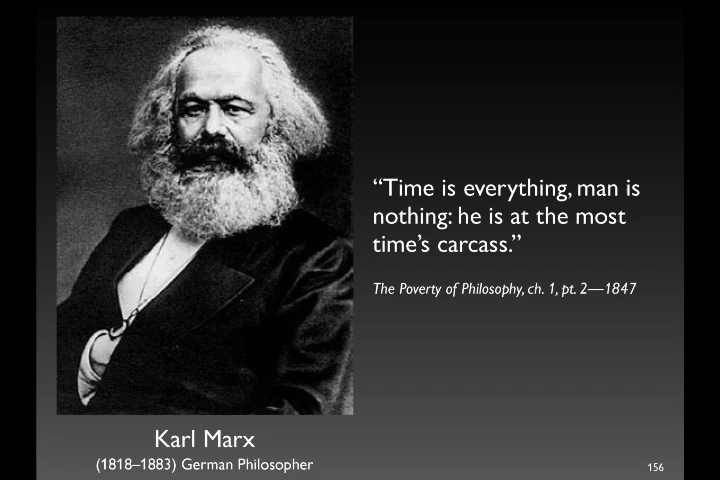 “Time is everything, man is
nothing: he is at the most
time’s carcass.”
The Poverty of Philosophy, ch. 1, pt. 2—1847
Karl Marx
(1818–1883) German Philosopher
156